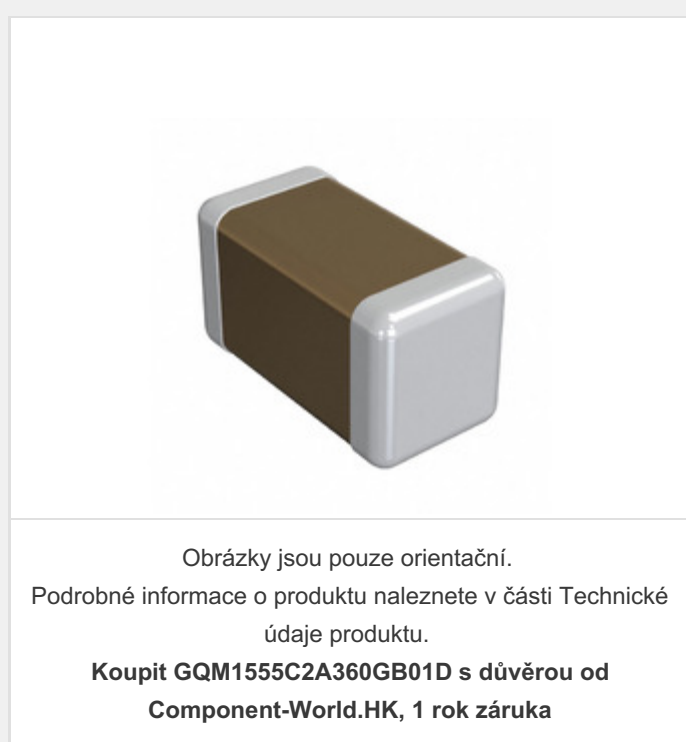 Obrázky jsou pouze orientační.
Podrobné informace o produktu naleznete v části Technické
údaje produktu.
Koupit GQM1555C2A360GB01D s důvěrou od
Component-World.HK, 1 rok záruka